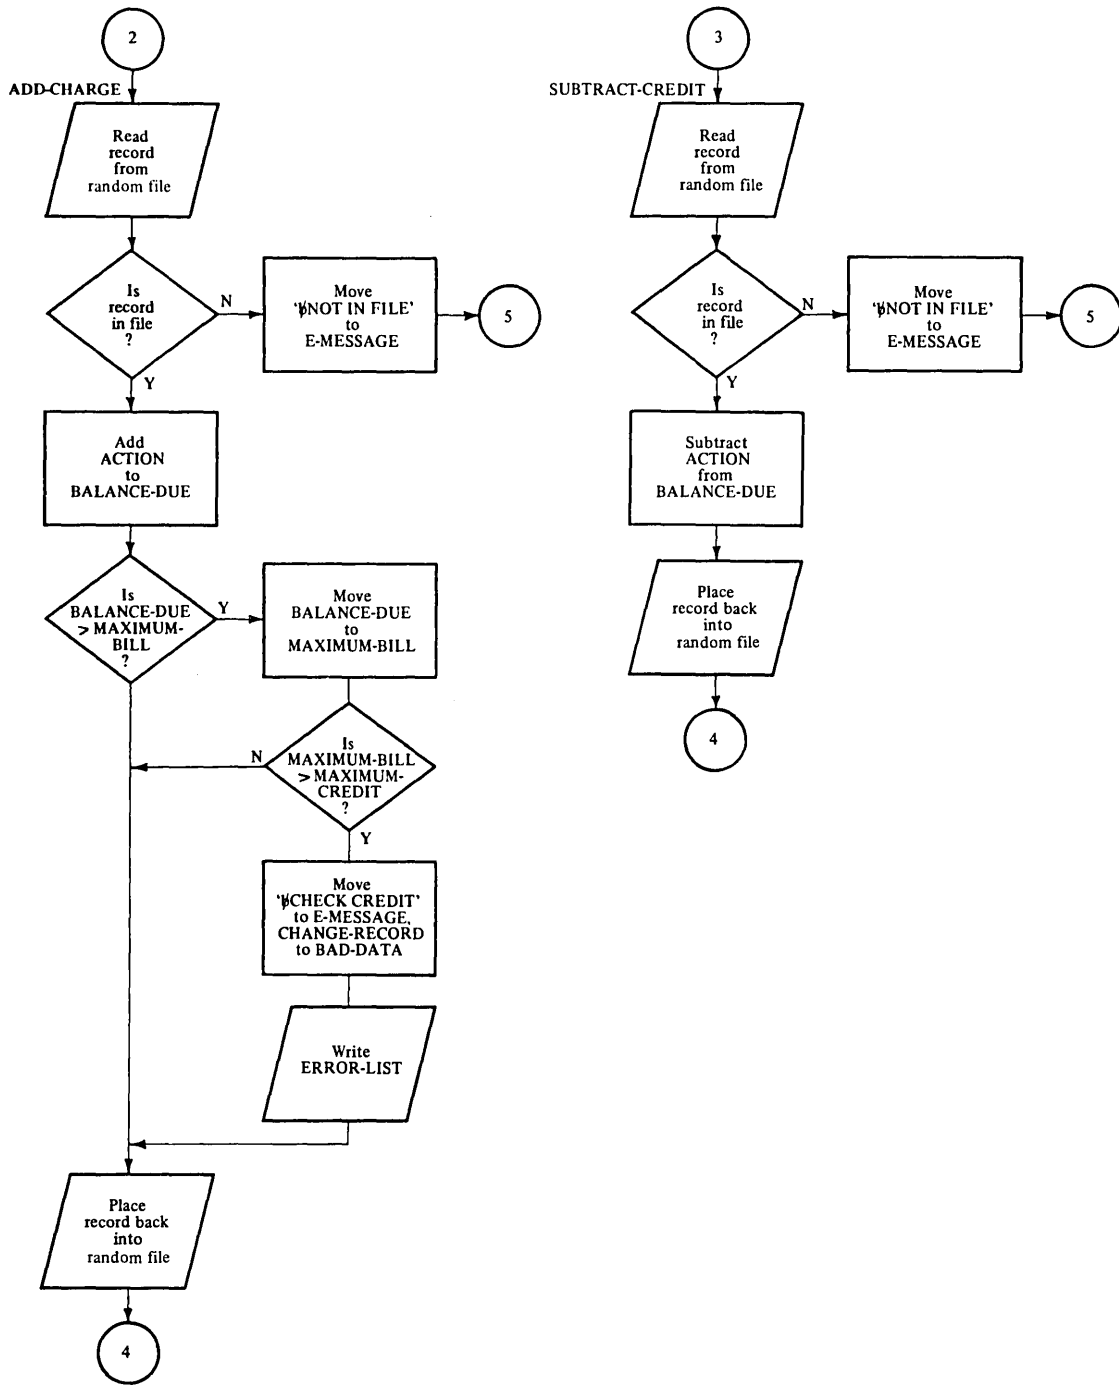 2
ADD-CHARGE
Read
record
from
random file
Is
record
in file
?
N
Y
Move
'b̸NOT IN FILE'
to
E-MESSAGE
5
Add
ACTION
to
BALANCE-DUE
Is
BALANCE-DUE
> MAXIMUM-
BILL
?
Y
Move
BALANCE-DUE
to
MAXIMUM-BILL
Is
MAXIMUM-BILL
> MAXIMUM-
CREDIT
?
N
Y
Move
'b̸CHECK CREDIT'
to E-MESSAGE,
CHANGE-RECORD
to BAD-DATA
Write
ERROR-LIST
Place
record back
into
random file
4
3
SUBTRACT-CREDIT
Read
record
from
random file
Is
record
in file
?
N
Y
Move
'b̸NOT IN FILE'
to
E-MESSAGE
5
Subtract
ACTION
from
BALANCE-DUE
Place
record back
into
random file
4